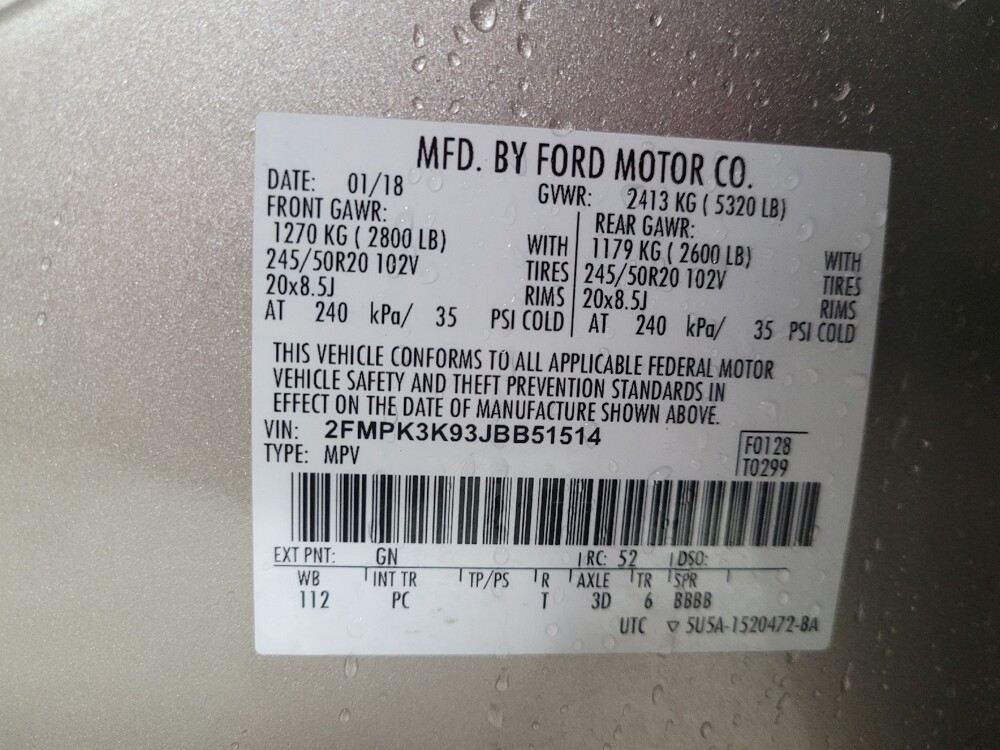 MFD. BY FORD MOTOR CO.
DATE: 01/18 GVWR: 2413 KG ( 5320 LB)
FRONT GAWR: REAR GAWR:
1270 KG ( 2800 LB) WITH 1179 KG ( 2600 LB) WITH
245/50R20 102V TIRES 245/50R20 102V TIRES
20x8.5J RIMS 20x8.5J RIMS
AT 240 kPa/ 35 PSI COLD AT 240 kPa/ 35 PSI COLD
THIS VEHICLE CONFORMS TO ALL APPLICABLE FEDERAL MOTOR
VEHICLE SAFETY AND THEFT PREVENTION STANDARDS IN
EFFECT ON THE DATE OF MANUFACTURE SHOWN ABOVE.
VIN: 2FMPK3K93JBB51514
F0128
TYPE: MPV
T0299
EXT PNT: GN RC: 52 DSO:
WB INT TR TP/PS R AXLE TR SPR
112 PC T 3D 6 BBBB
UTC ▽ 5U5A-1520472-BA